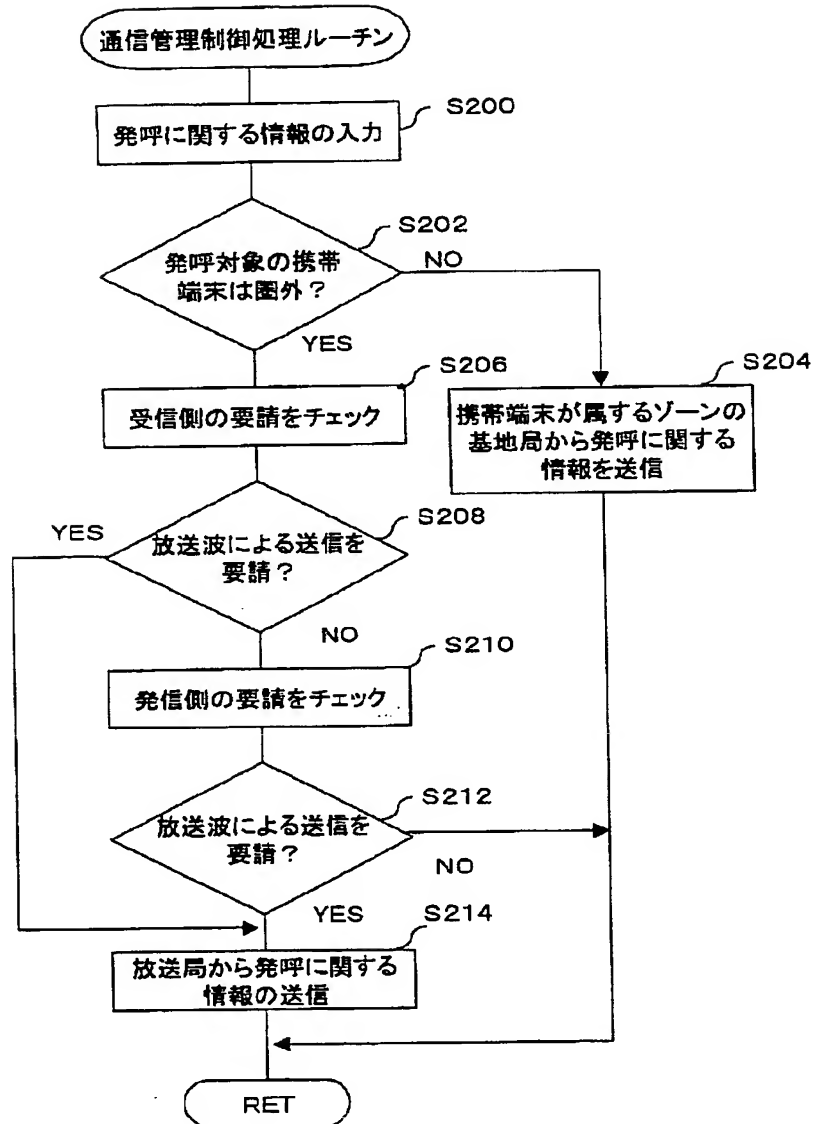 通信管理制御処理ルーチン
S200
発呼に関する情報の入力
S202
発呼対象の携帯
端末は圏外？
NO
YES
S206
受信側の要請をチェック
S204
携帯端末が属するゾーンの
基地局から発呼に関する
情報を送信
S208
YES
放送波による送信を
要請？
NO
S210
発信側の要請をチェック
S212
放送波による送信を
要請？
NO
YES
S214
放送局から発呼に関する
情報の送信
RET